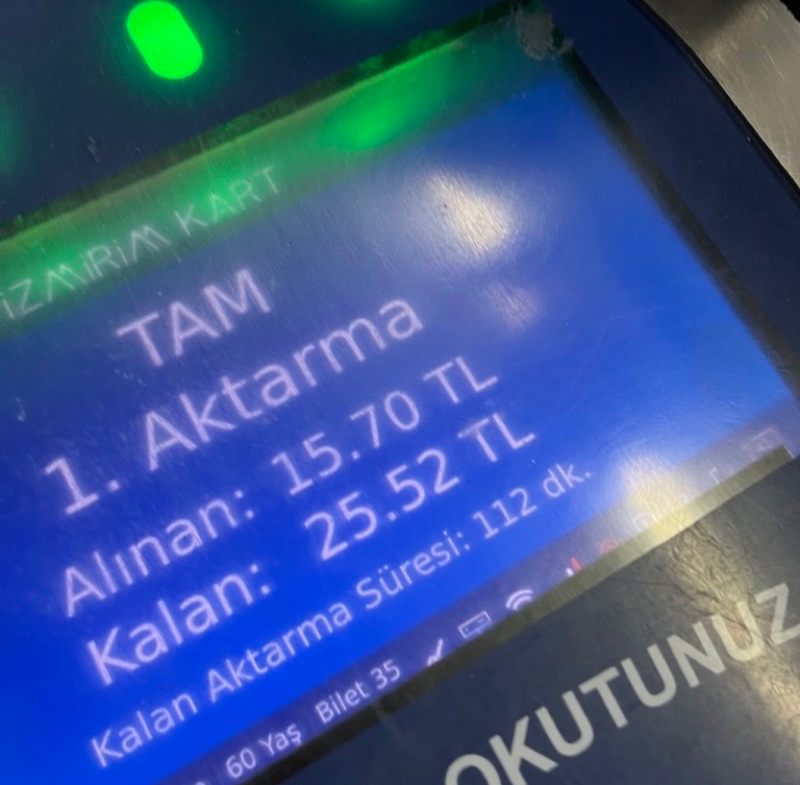 İZMİRİM KART
TAM
1. Aktarma
Alınan: 15.70 TL
Kalan: 25.52 TL
Kalan Aktarma Süresi: 112 dk.
60 Yaş Bilet 35
OKUTUNUZ